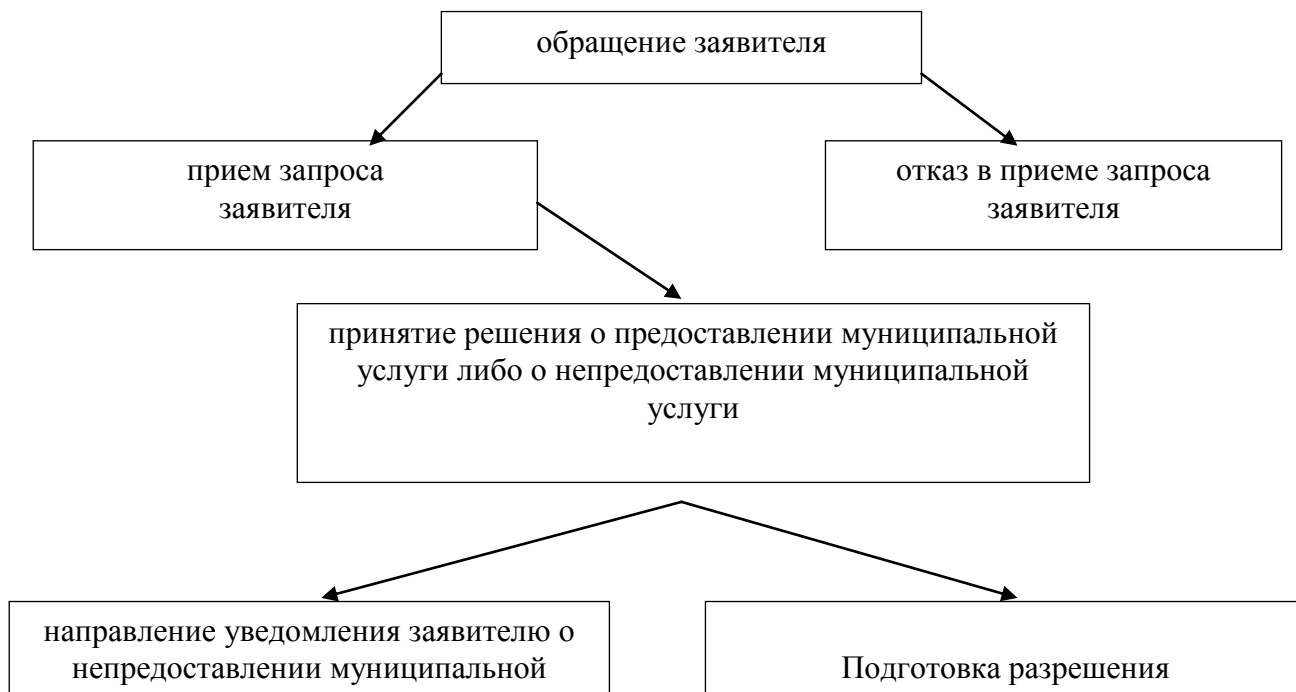 обращение заявителя
прием запроса
заявителя
отказ в приеме запроса
заявителя
принятие решения о предоставлении муниципальной
услуги либо о непредоставлении муниципальной
услуги
направление уведомления заявителю о
непредоставлении муниципальной
Подготовка разрешения